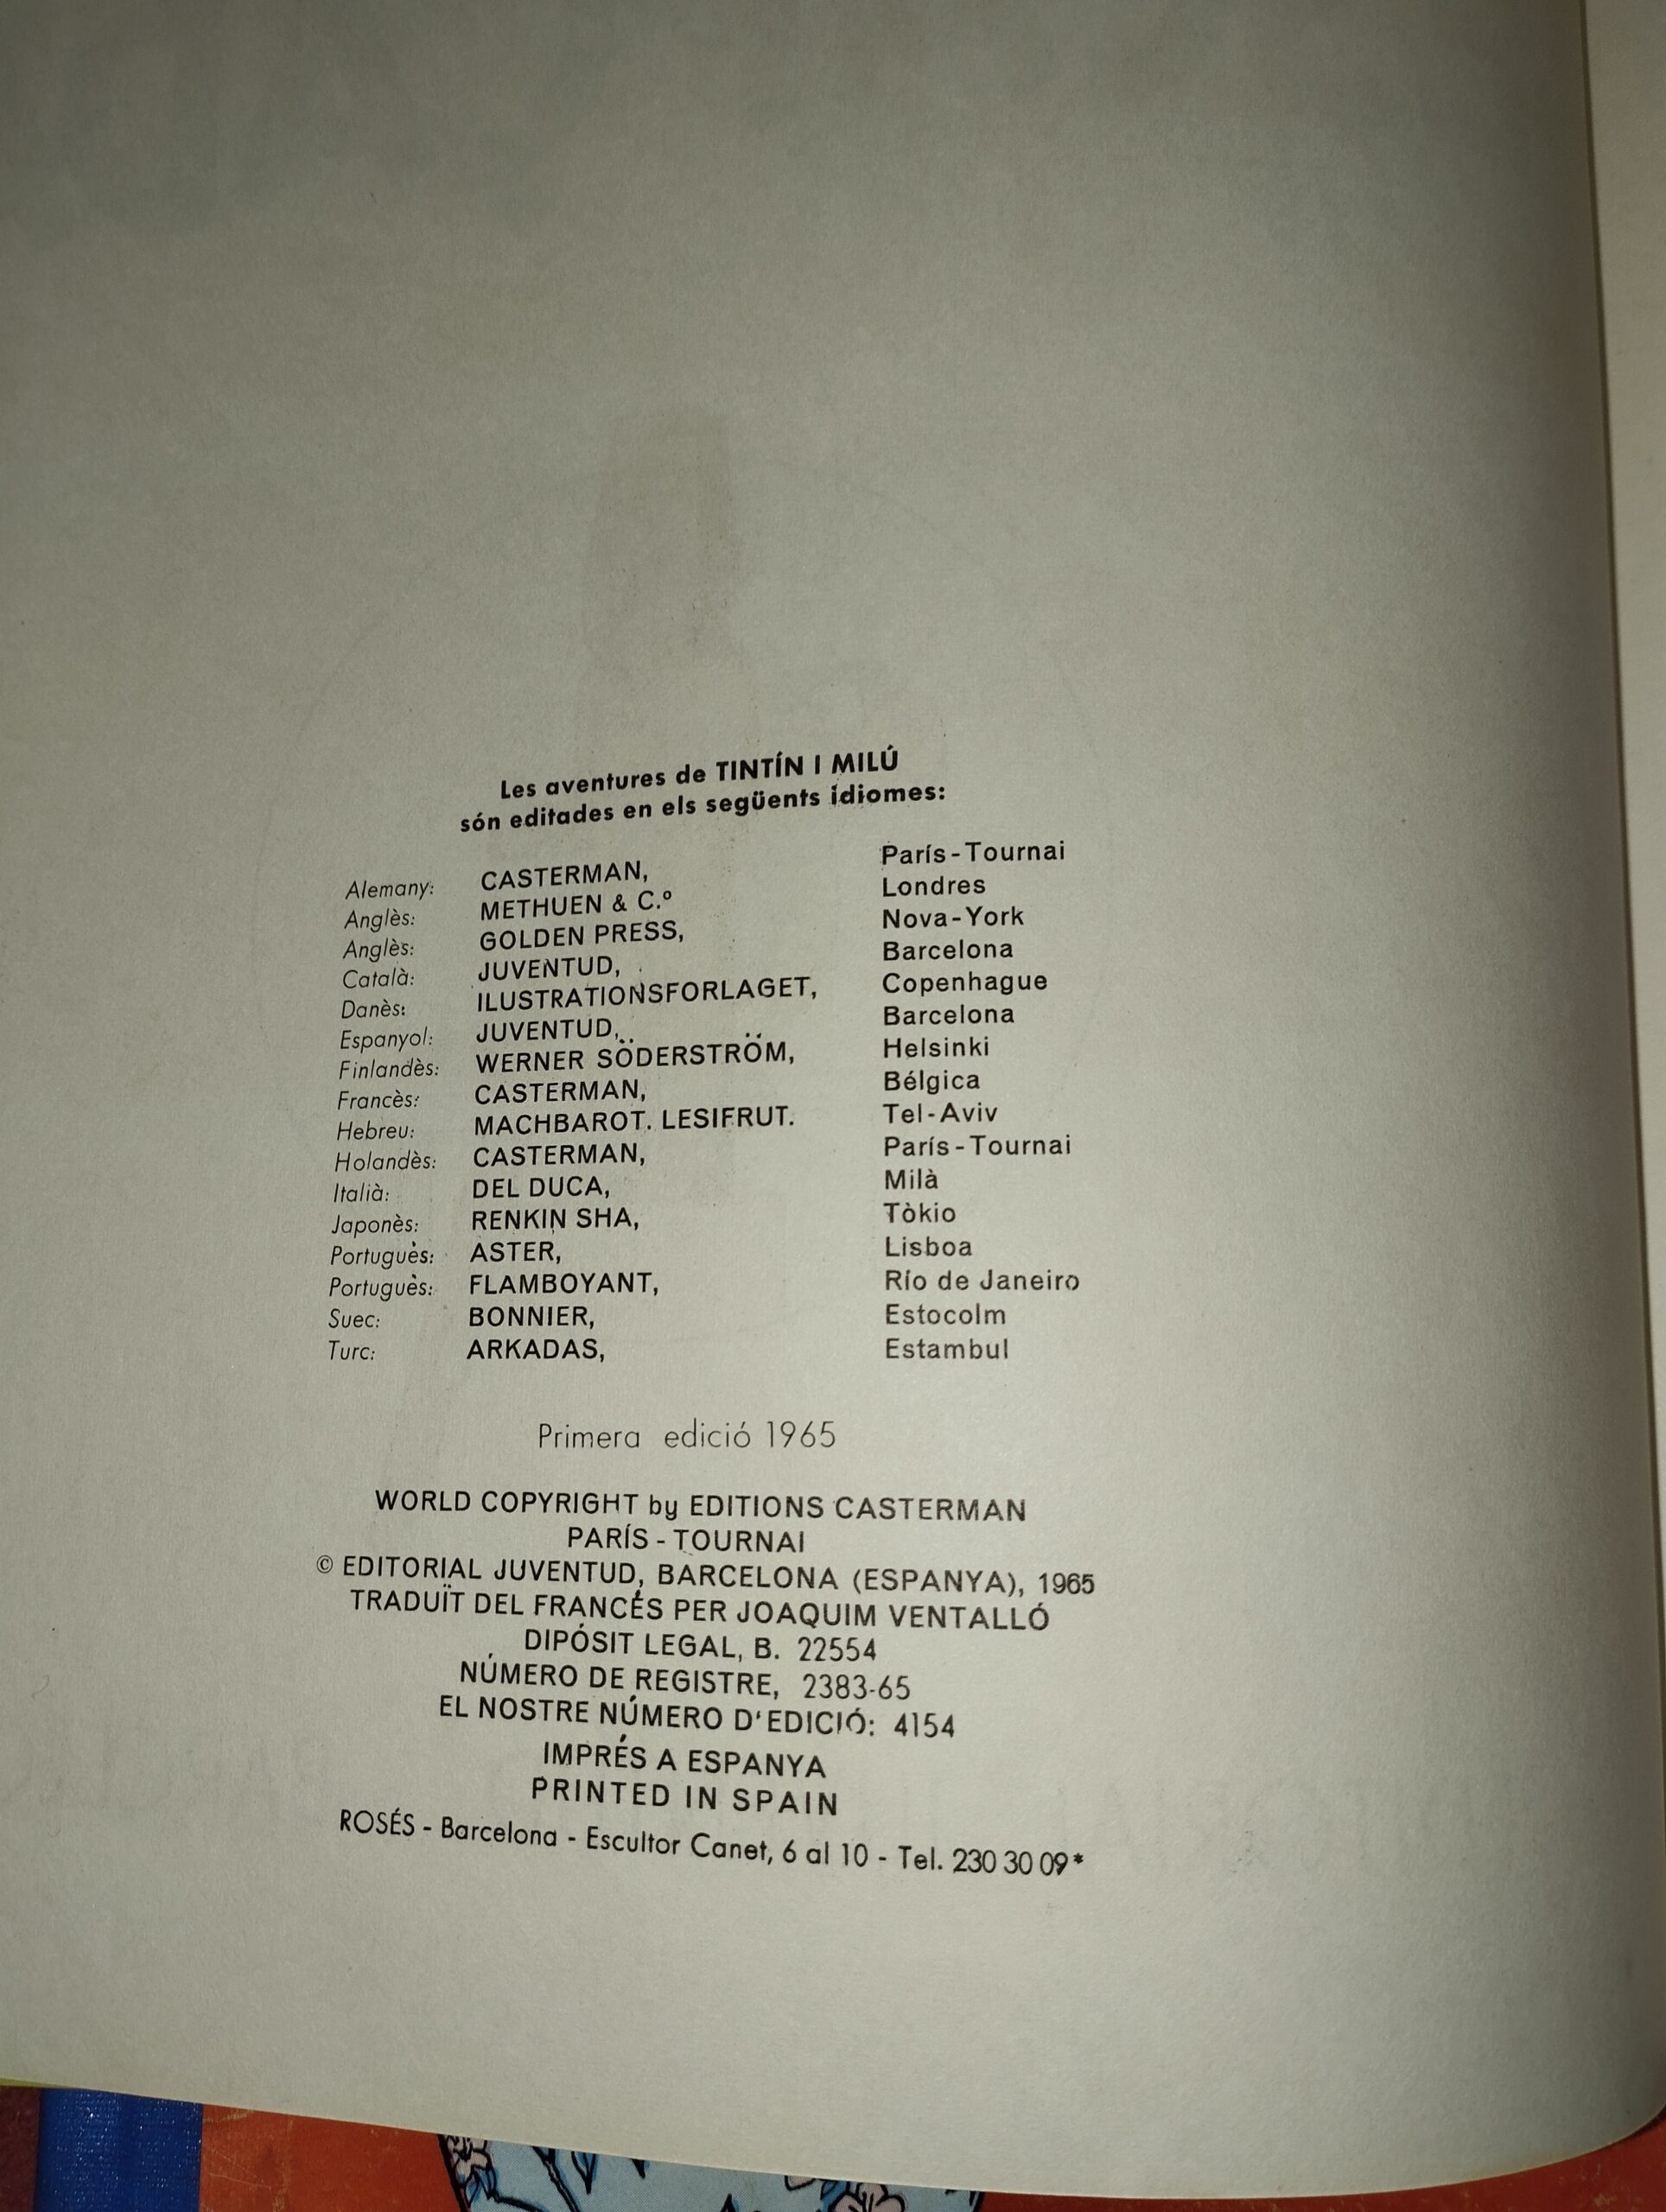 Les aventures de TINTÍN I MILÚ
són editades en els següents idiomes:
Alemany: CASTERMAN, París-Tournai
Anglès: METHUEN & C.º Londres
Anglès: GOLDEN PRESS, Nova-York
Català: JUVENTUD, Barcelona
Danès: ILUSTRATIONSFORLAGET, Copenhague
Espanyol: JUVENTUD, Barcelona
Finlandès: WERNER SÖDERSTRÖM, Helsinki
Francès: CASTERMAN, Bélgica
Hebreu: MACHBAROT. LESIFRUT. Tel-Aviv
Holandès: CASTERMAN, París-Tournai
Italià: DEL DUCA, Milà
Japonès: RENKIN SHA, Tòkio
Portuguès: ASTER, Lisboa
Portuguès: FLAMBOYANT, Río de Janeiro
Suec: BONNIER, Estocolm
Turc: ARKADAS, Estambul
Primera edició 1965
WORLD COPYRIGHT by EDITIONS CASTERMAN
PARÍS - TOURNAI
© EDITORIAL JUVENTUD, BARCELONA (ESPANYA), 1965
TRADUÏT DEL FRANCÉS PER JOAQUIM VENTALLÓ
DIPÓSIT LEGAL, B. 22554
NÚMERO DE REGISTRE, 2383-65
EL NOSTRE NÚMERO D'EDICIÓ: 4154
IMPRÉS A ESPANYA
PRINTED IN SPAIN
ROSÉS - Barcelona - Escultor Canet, 6 al 10 - Tel. 230 30 09*